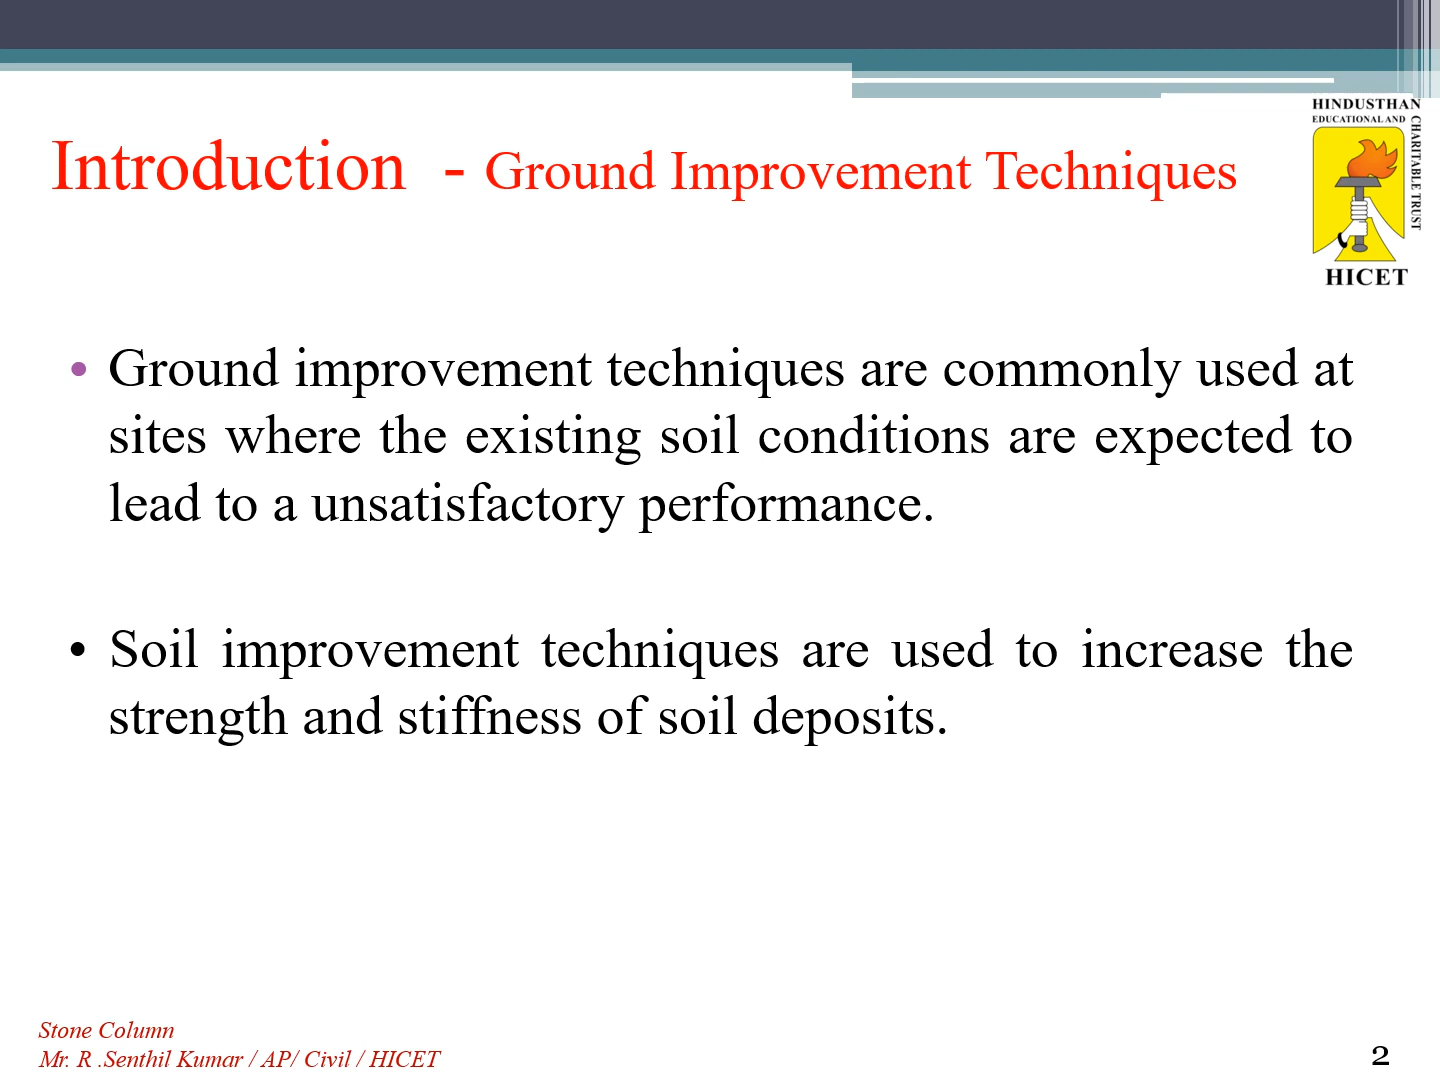 HINDUSTHAN
EDUCATIONAL AND
CHARITABLE TRUST
HICET
Introduction - Ground Improvement Techniques
• Ground improvement techniques are commonly used at
sites where the existing soil conditions are expected to
lead to a unsatisfactory performance.
• Soil improvement techniques are used to increase the
strength and stiffness of soil deposits.
Stone Column
Mr. R .Senthil Kumar / AP/ Civil / HICET
2